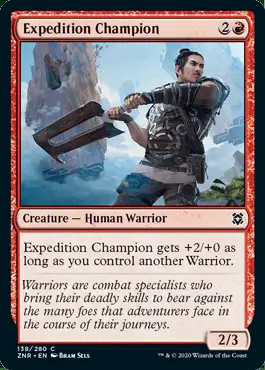 Expedition Champion 2
Creature — Human Warrior
Expedition Champion gets +2/+0 as
long as you control another Warrior.
Warriors are combat specialists who
bring their deadly skills to bear against
the many foes that adventurers face in
the course of their journeys.
2/3
138/280 C
ZNR • EN BRAM SELS
™ & © 2020 Wizards of the Coast